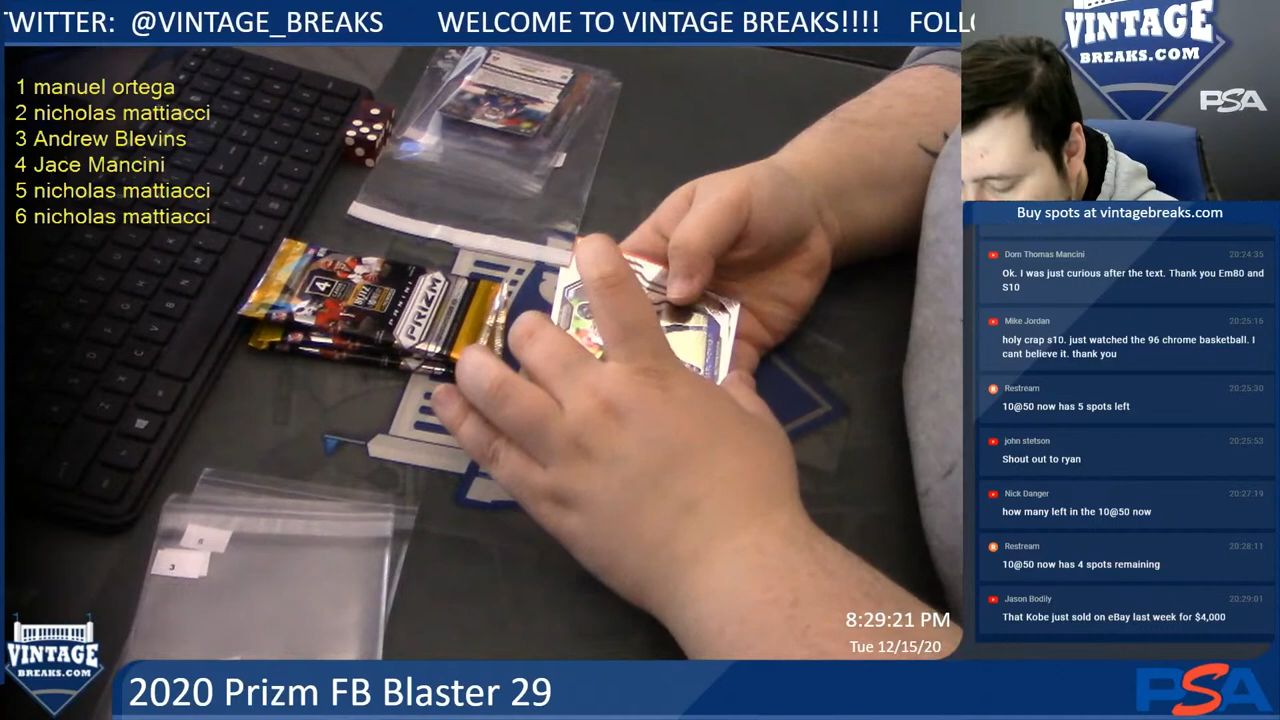 TWITTER: @VINTAGE_BREAKS WELCOME TO VINTAGE BREAKS!!!! FOLL
VINTAGE
BREAKS.COM
PSA
1 manuel ortega
2 nicholas mattiacci
3 Andrew Blevins
4 Jace Mancini
5 nicholas mattiacci
6 nicholas mattiacci
4
PANINI
PRIZM
6
3
Buy spots at vintagebreaks.com
Dom Thomas Mancini 20:24:35
Ok. I was just curious after the text. Thank you Em80 and
S10
Mike Jordan 20:25:16
holy crap s10. just watched the 96 chrome basketball. I
cant believe it. thank you
Restream 20:25:30
10@50 now has 5 spots left
john stetson 20:25:53
Shout out to ryan
Nick Danger 20:27:19
how many left in the 10@50 now
Restream 20:28:11
10@50 now has 4 spots remaining
Jason Bodily 20:29:01
That Kobe just sold on eBay last week for $4,000
8:29:21 PM
Tue 12/15/20
VINTAGE
BREAKS.COM
2020 Prizm FB Blaster 29
PSA